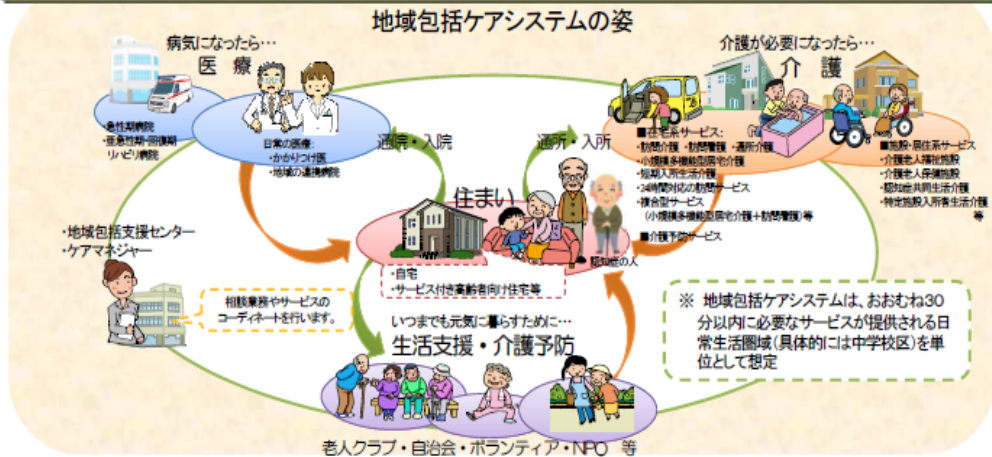 地域包括ケアシステムの姿
病気になったら…
医 療
・急性期病院
・亜急性期・回復期
リハビリ病院
日常の医療:
・かかりつけ医
・地域の連携病院
通院・入院
通所・入所
介護が必要になったら…
介 護
■在宅系サービス:
・訪問介護・訪問看護・通所介護
・小規模多機能型居宅介護
・短期入所生活介護
・24時間対応の訪問サービス
・複合型サービス
(小規模多機能型居宅介護+訪問看護)等
■介護予防サービス
■施設・居住系サービス
・介護老人福祉施設
・介護老人保健施設
・認知症共同生活介護
・特定施設入所者生活介護
等
住まい
認知症の人
・自宅
・サービス付き高齢者向け住宅等
・地域包括支援センター
・ケアマネジャー
相談業務やサービスの
コーディネートを行います。
いつまでも元気に暮らすために…
生活支援・介護予防
老人クラブ・自治会・ボランティア・NPO 等
※ 地域包括ケアシステムは、おおむね30
分以内に必要なサービスが提供される日
常生活圏域(具体的には中学校区)を単
位として想定